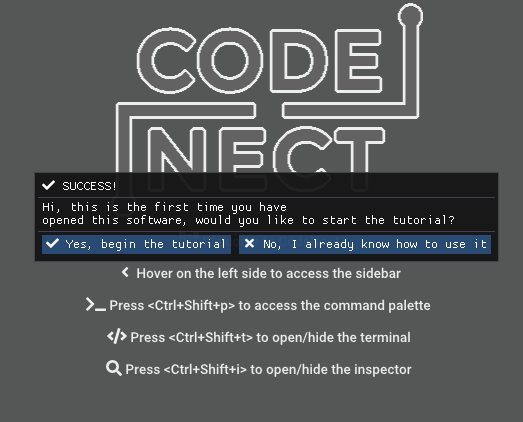 CODE
NECT
SUCCESS!
Hi, this is the first time you have
opened this software, would you like to start the tutorial?
Yes, begin the tutorial
No, I already know how to use it
Hover on the left side to access the sidebar
Press <Ctrl+Shift+p> to access the command palette
Press <Ctrl+Shift+t> to open/hide the terminal
Press <Ctrl+Shift+i> to open/hide the inspector